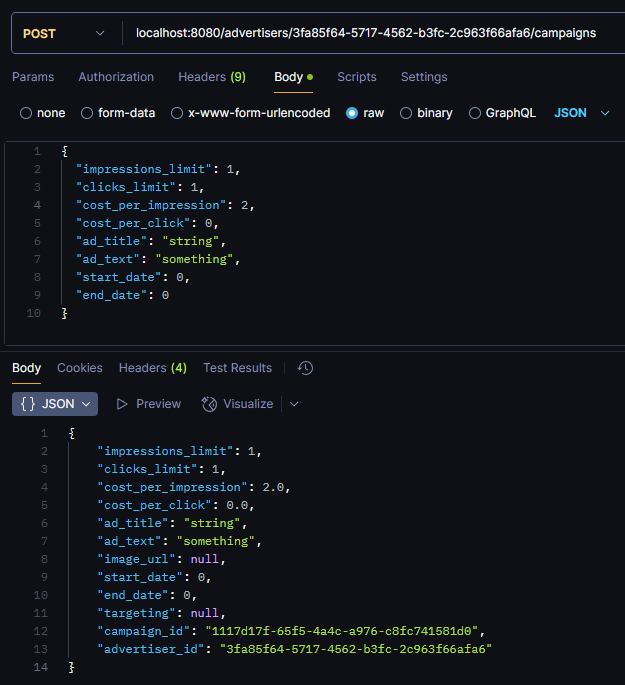 POST localhost:8080/advertisers/3fa85f64-5717-4562-b3fc-2c963f66afa6/campaigns
Params Authorization Headers (9) Body Scripts Settings
none form-data x-www-form-urlencoded raw binary GraphQL JSON
1 {
2 "impressions_limit": 1,
3 "clicks_limit": 1,
4 "cost_per_impression": 2,
5 "cost_per_click": 0,
6 "ad_title": "string",
7 "ad_text": "something",
8 "start_date": 0,
9 "end_date": 0
10 }
Body Cookies Headers (4) Test Results
{} JSON Preview Visualize
1 {
2 "impressions_limit": 1,
3 "clicks_limit": 1,
4 "cost_per_impression": 2.0,
5 "cost_per_click": 0.0,
6 "ad_title": "string",
7 "ad_text": "something",
8 "image_url": null,
9 "start_date": 0,
10 "end_date": 0,
11 "targeting": null,
12 "campaign_id": "1117d17f-65f5-4a4c-a976-c8fc741581d0",
13 "advertiser_id": "3fa85f64-5717-4562-b3fc-2c963f66afa6"
14 }